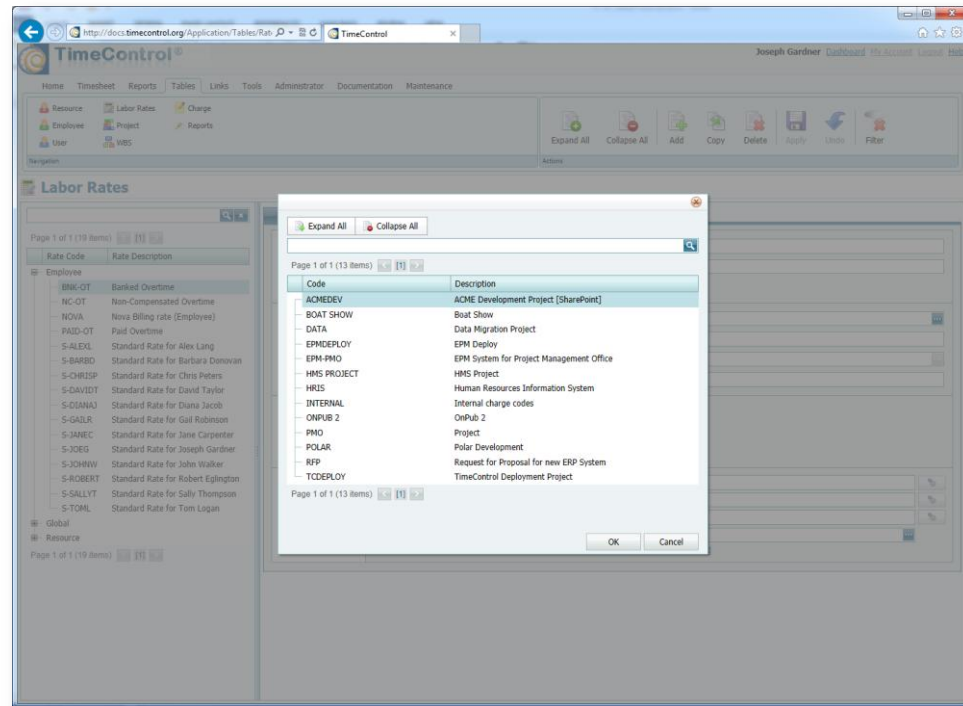 http://docs.timecontrol.org/Application/Tables/Rat
TimeControl
TimeControl®
Joseph Gardner Dashboard My Account Logout Help
Home Timesheet Reports Tables Links Tools Administrator Documentation Maintenance
Resource Labor Rates Charge
Employee Project Reports
User WBS
Expand All Collapse All Add Copy Delete Apply Undo Filter
Navigation Actions
Labor Rates
Page 1 of 1 (19 items) [1]
Rate Code Rate Description
Employee
BNK-OT Banked Overtime
NC-OT Non-Compensated Overtime
NOVA Nova Billing rate (Employee)
PAID-OT Paid Overtime
S-ALEXL Standard Rate for Alex Lang
S-BARBD Standard Rate for Barbara Donovan
S-CHRISP Standard Rate for Chris Peters
S-DAVIDT Standard Rate for David Taylor
S-DIANAJ Standard Rate for Diana Jacob
S-GAILR Standard Rate for Gail Robinson
S-JANEC Standard Rate for Jane Carpenter
S-JOEG Standard Rate for Joseph Gardner
S-JOHNW Standard Rate for John Walker
S-ROBERT Standard Rate for Robert Eglington
S-SALLYT Standard Rate for Sally Thompson
S-TOML Standard Rate for Tom Logan
Global
Resource
Page 1 of 1 (19 items) [1]
Expand All Collapse All
Page 1 of 1 (13 items) [1]
Code Description
ACMEDEV ACME Development Project [SharePoint]
BOAT SHOW Boat Show
DATA Data Migration Project
EPMDEPLOY EPM Deploy
EPM-PMO EPM System for Project Management Office
HMS PROJECT HMS Project
HRIS Human Resources Information System
INTERNAL Internal charge codes
ONPUB 2 OnPub 2
PMO Project
POLAR Polar Development
RFP Request for Proposal for new ERP System
TCDEPLOY TimeControl Deployment Project
Page 1 of 1 (13 items) [1]
OK Cancel